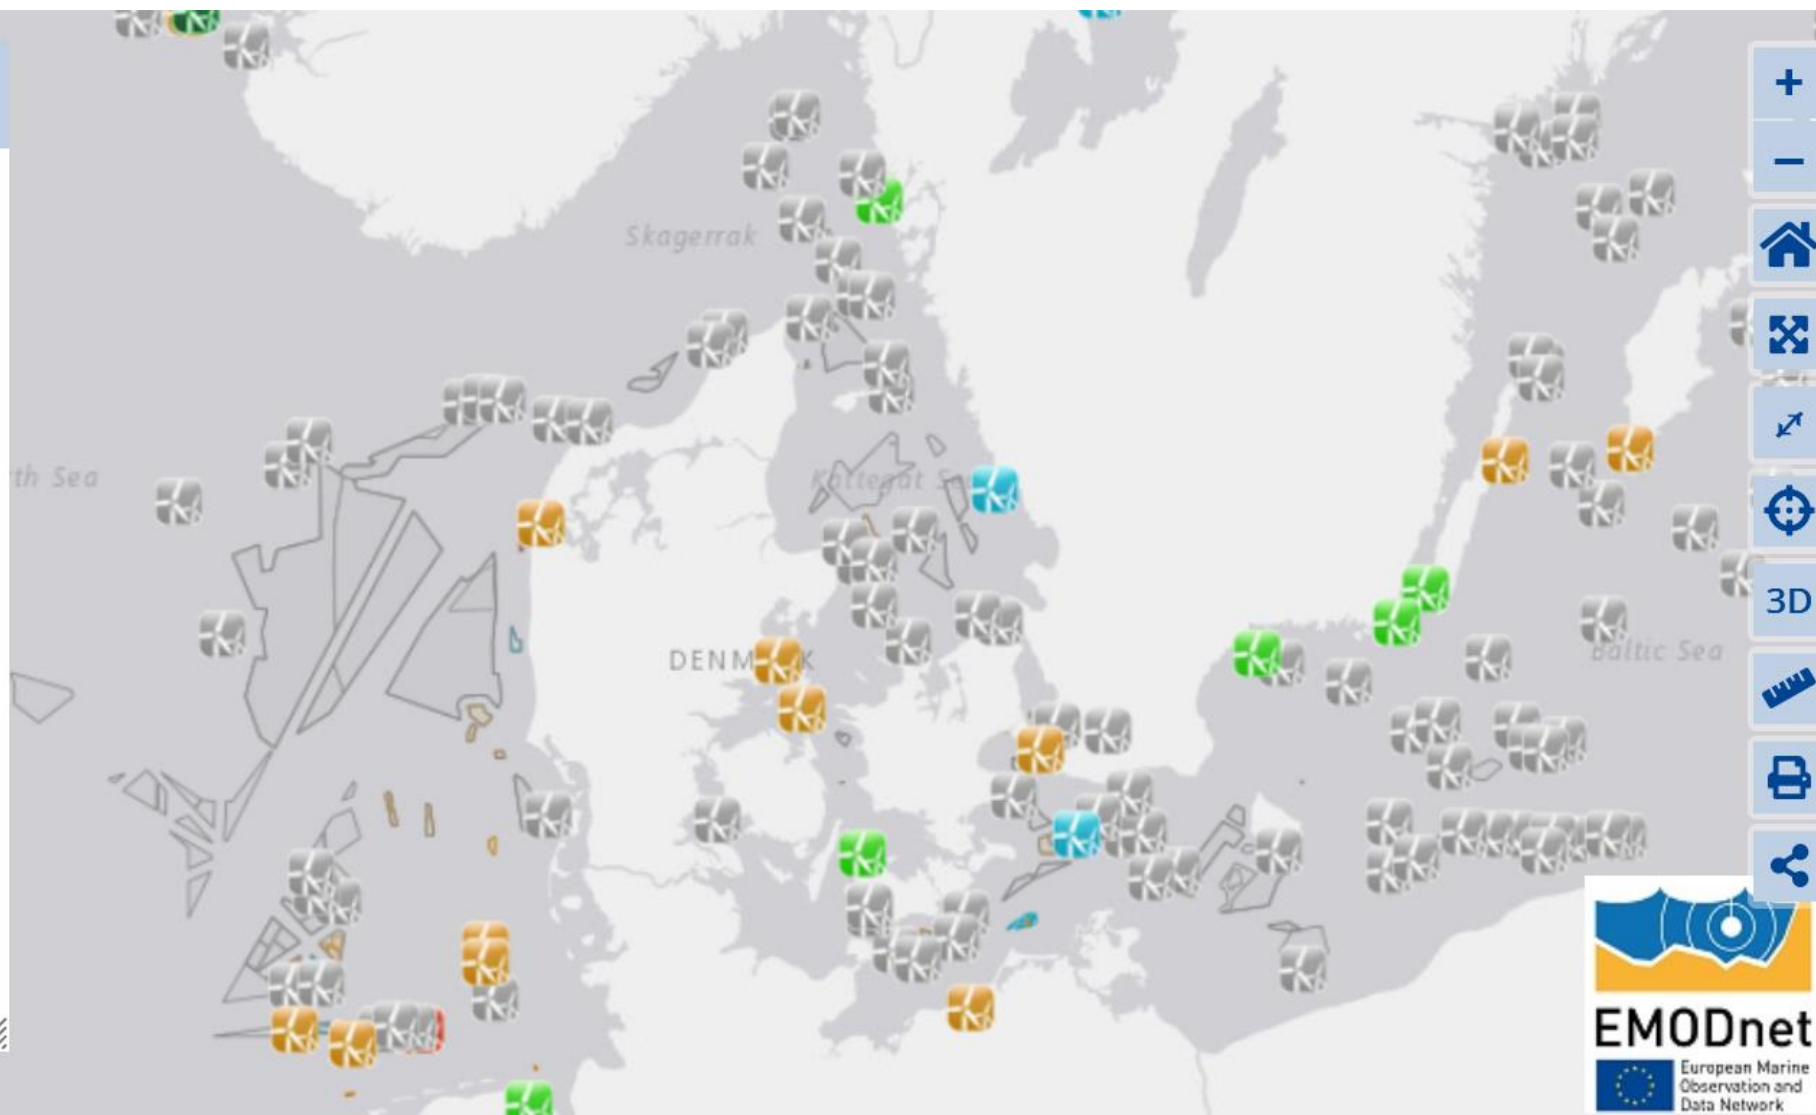 Skagerrak
th Sea
Kattegat S
3D
DENM K
Baltic Sea
EMODnet
European Marine
Observation and
Data Network